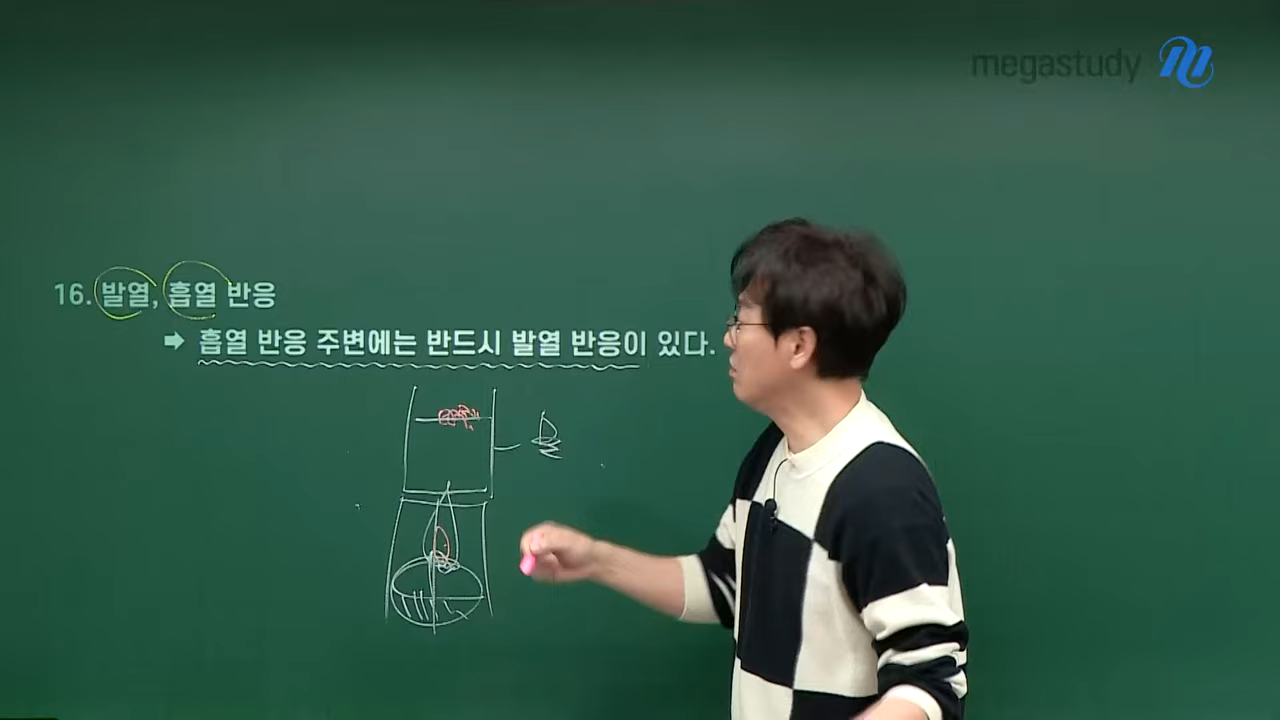 megastudy
16. 발열, 흡열 반응
➡ 흡열 반응 주변에는 반드시 발열 반응이 있다.
물